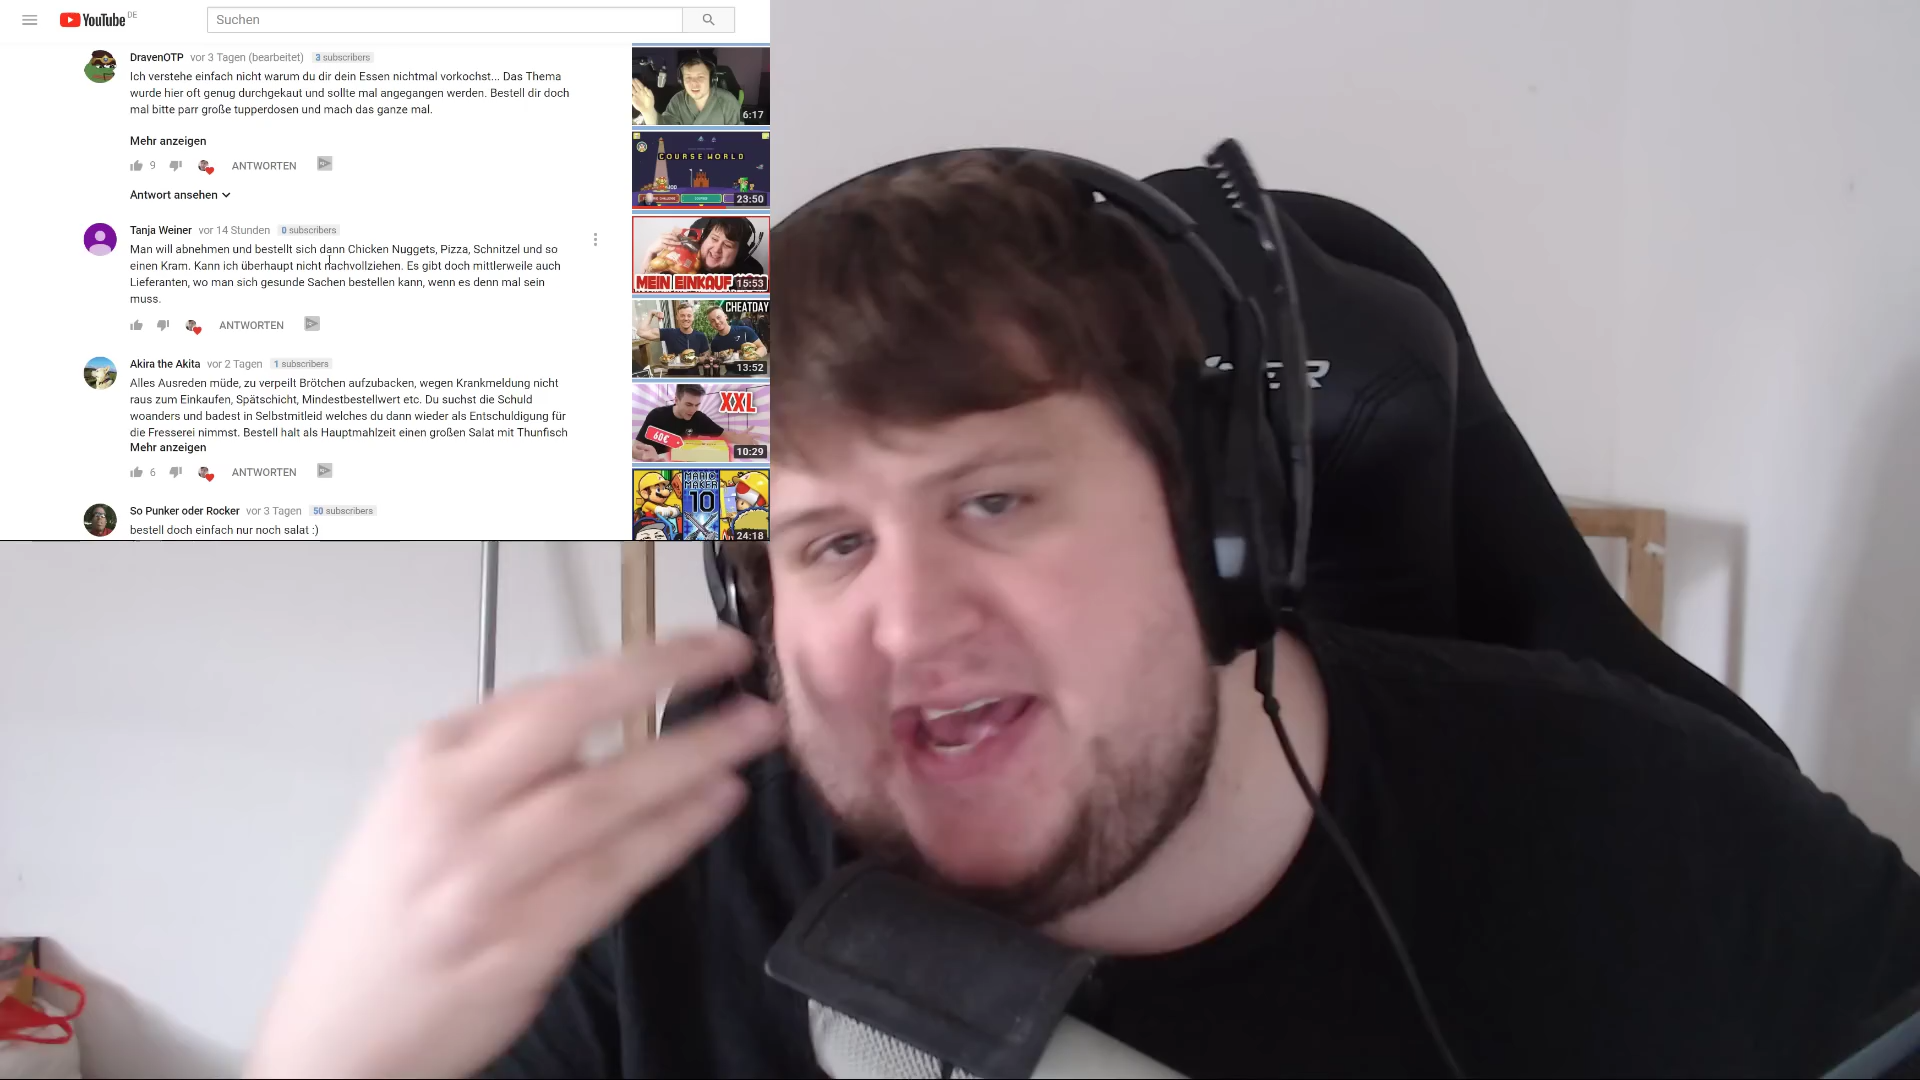 YouTube DE
Suchen
DravenOTP vor 3 Tagen (bearbeitet) 3 subscribers
Ich verstehe einfach nicht warum du dir dein Essen nichtmal vorkochst... Das Thema
wurde hier oft genug durchgekaut und sollte mal angegangen werden. Bestell dir doch
mal bitte parr große tupperdosen und mach das ganze mal.
Mehr anzeigen
9 ANTWORTEN
Antwort ansehen
Tanja Weiner vor 14 Stunden 0 subscribers
Man will abnehmen und bestellt sich dann Chicken Nuggets, Pizza, Schnitzel und so
einen Kram. Kann ich überhaupt nicht nachvollziehen. Es gibt doch mittlerweile auch
Lieferanten, wo man sich gesunde Sachen bestellen kann, wenn es denn mal sein
muss.
ANTWORTEN
Akira the Akita vor 2 Tagen 1 subscribers
Alles Ausreden müde, zu verpeilt Brötchen aufzubacken, wegen Krankmeldung nicht
raus zum Einkaufen, Spätschicht, Mindestbestellwert etc. Du suchst die Schuld
woanders und badest in Selbstmitleid welches du dann wieder als Entschuldigung für
die Fresserei nimmst. Bestell halt als Hauptmahlzeit einen großen Salat mit Thunfisch
Mehr anzeigen
6 ANTWORTEN
So Punker oder Rocker vor 3 Tagen 50 subscribers
bestell doch einfach nur noch salat :)
6:17
COURSE WORLD
23:50
MEIN EINKAUF
15:53
CHEATDAY
13:52
XXL
60€
10:29
MARIO
MAKER
10
24:18